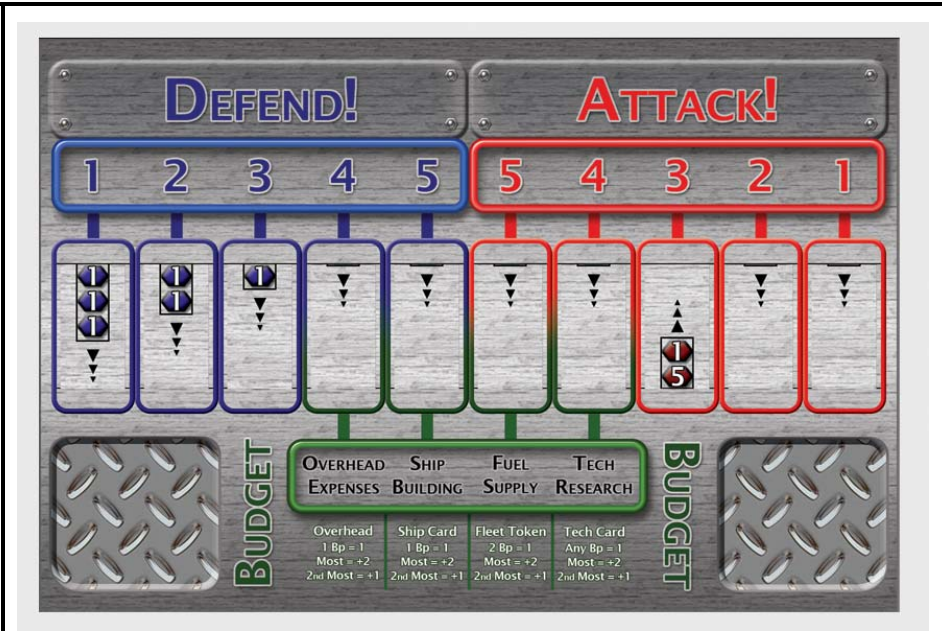 DEFEND!
ATTACK!
1 2 3 4 5 5 4 3 2 1
1 1 1
1 1 5
1 5
BUDGET
OVERHEAD EXPENSES
SHIP BUILDING
FUEL SUPPLY
TECH RESEARCH
BUDGET
Overhead
1 Bp = 1
Most = +2
2nd Most = +1
Ship Card
1 Bp = 1
Most = +2
2nd Most = +1
Fleet Token
2 Bp = 1
Most = +2
2nd Most = +1
Tech Card
Any Bp = 1
Most = +2
2nd Most = +1